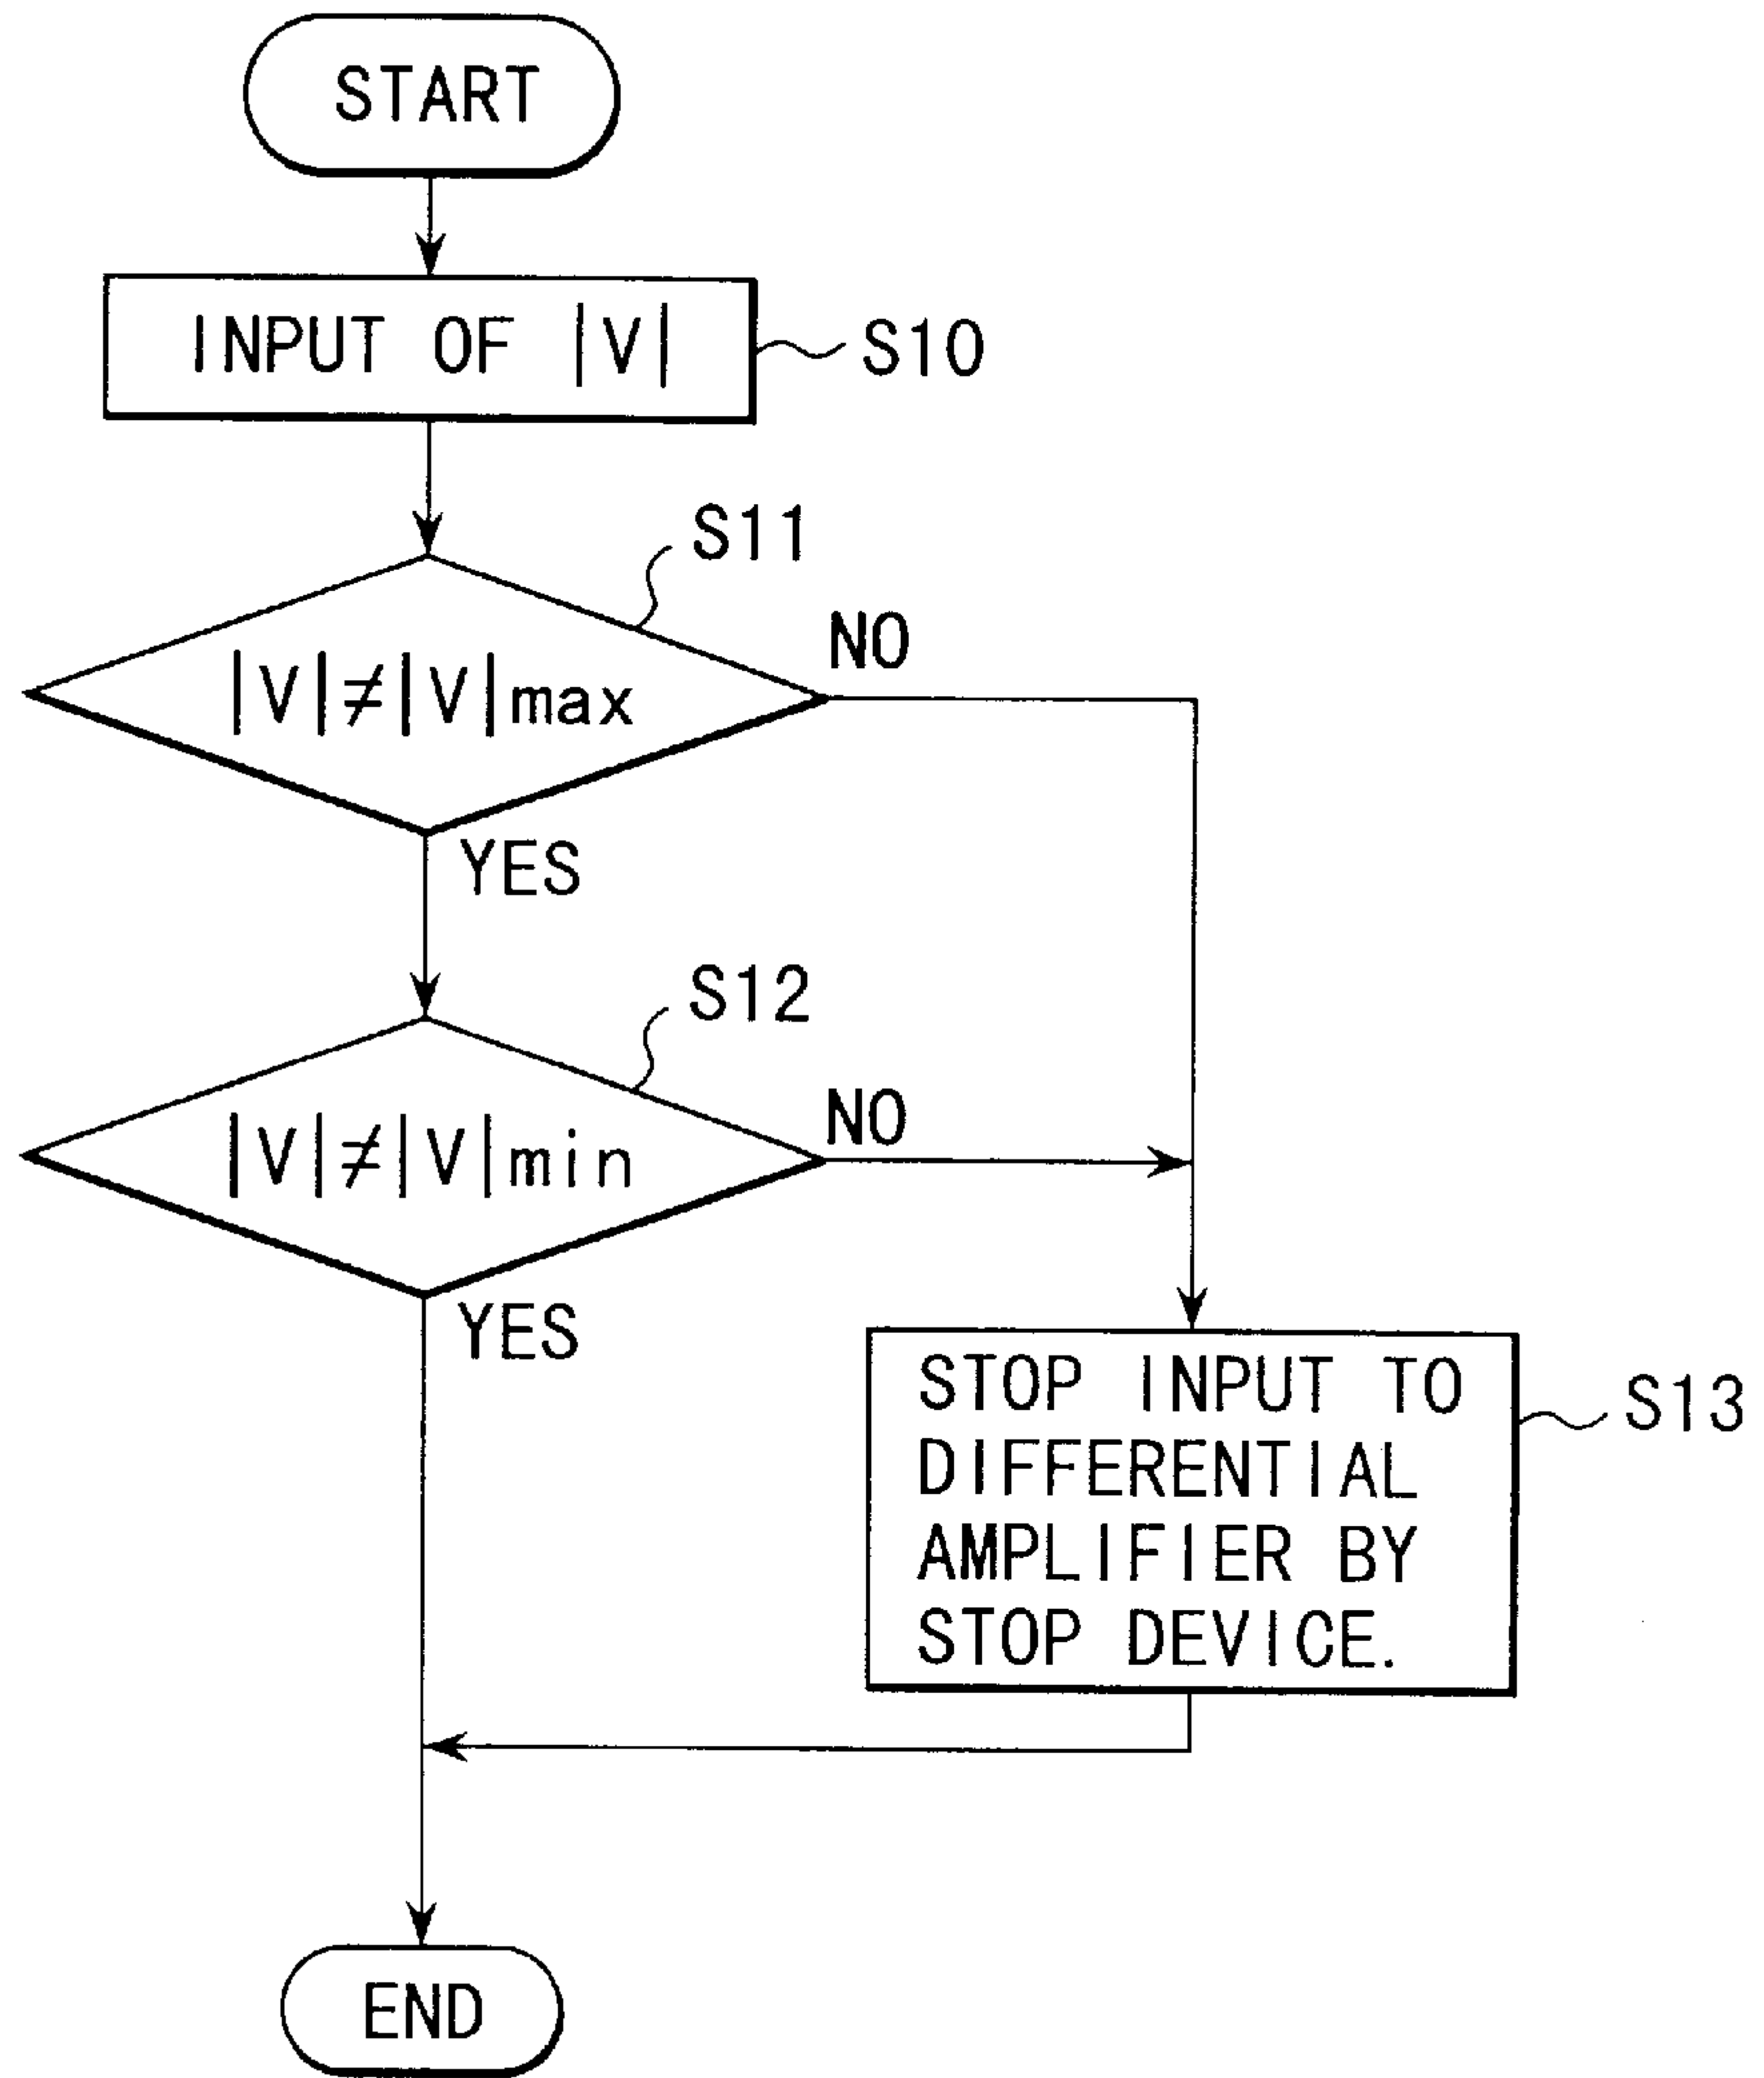 START
INPUT OF |V|
S10
S11
|V|≠|V|max
NO
YES
S12
|V|≠|V|min
NO
YES
STOP INPUT TO
DIFFERENTIAL
AMPLIFIER BY
STOP DEVICE.
S13
END